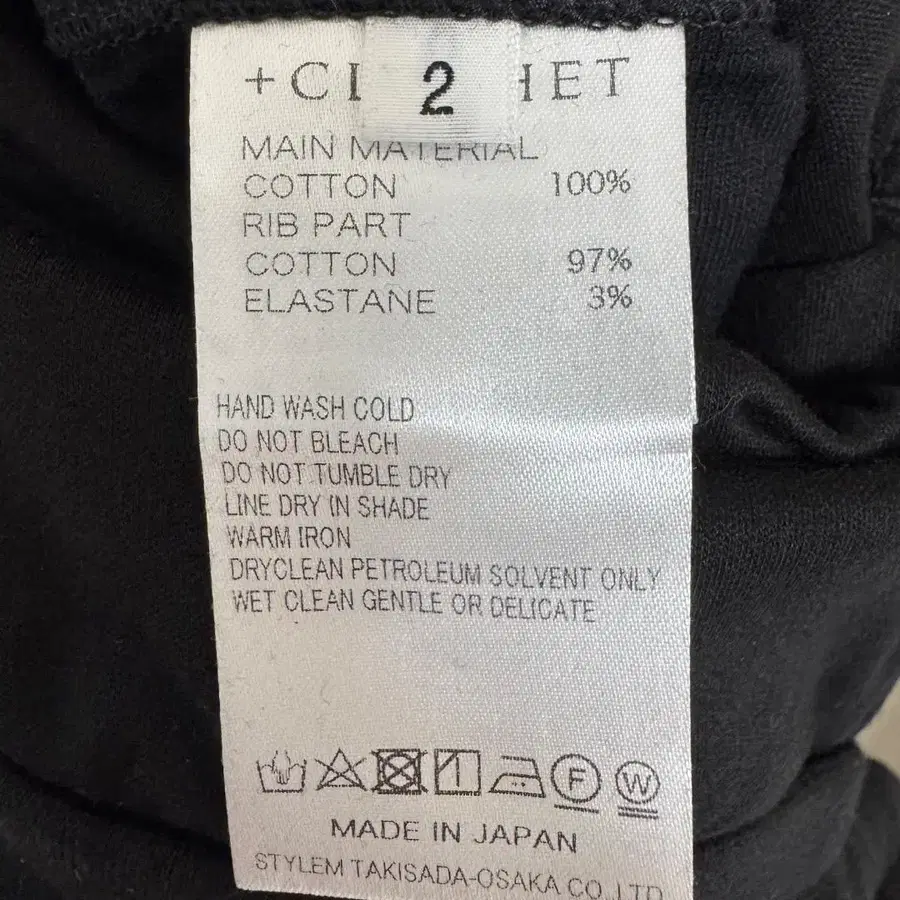 2
MAIN MATERIAL
COTTON 100%
RIB PART
COTTON 97%
ELASTANE 3%
HAND WASH COLD
DO NOT BLEACH
DO NOT TUMBLE DRY
LINE DRY IN SHADE
WARM IRON
DRYCLEAN PETROLEUM SOLVENT ONLY
WET CLEAN GENTLE OR DELICATE
F W
MADE IN JAPAN
STYLEM TAKISADA-OSAKA CO.,LTD